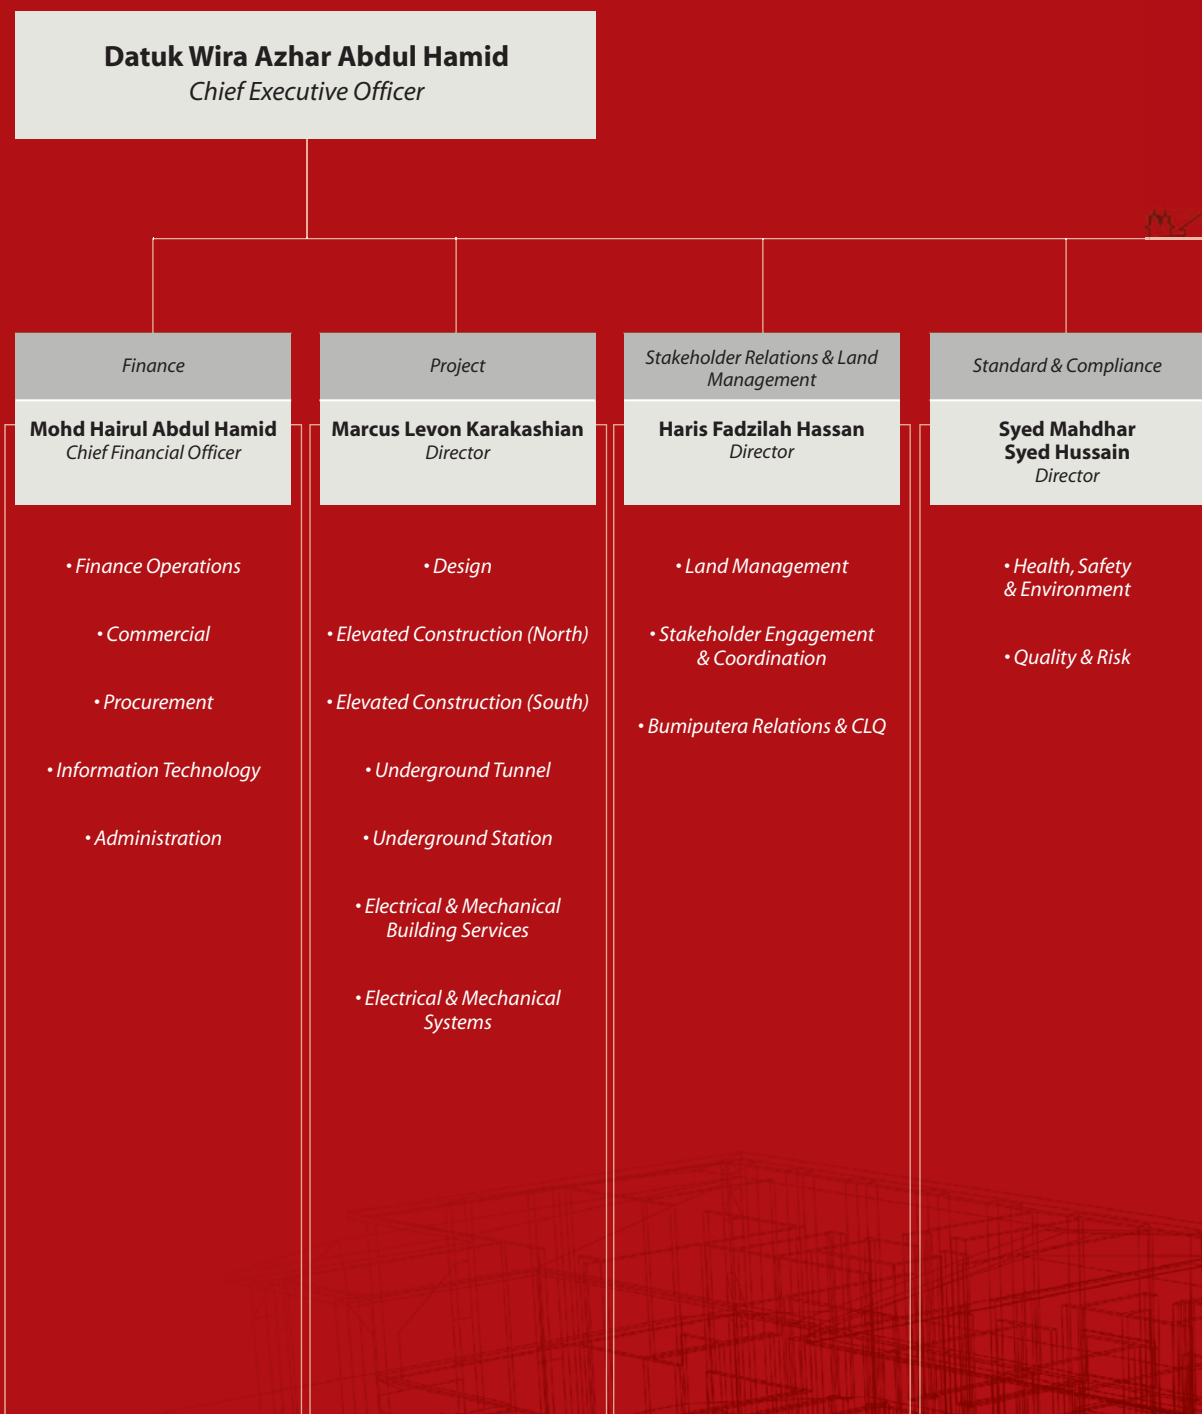 Datuk Wira Azhar Abdul Hamid
Chief Executive Officer
Finance
Mohd Hairul Abdul Hamid
Chief Financial Officer
• Finance Operations
• Commercial
• Procurement
• Information Technology
• Administration
Project
Marcus Levon Karakashian
Director
• Design
• Elevated Construction (North)
• Elevated Construction (South)
• Underground Tunnel
• Underground Station
• Electrical & Mechanical
Building Services
• Electrical & Mechanical
Systems
Stakeholder Relations & Land
Management
Haris Fadzilah Hassan
Director
• Land Management
• Stakeholder Engagement
& Coordination
• Bumiputera Relations & CLQ
Standard & Compliance
Syed Mahdhar
Syed Hussain
Director
• Health, Safety
& Environment
• Quality & Risk